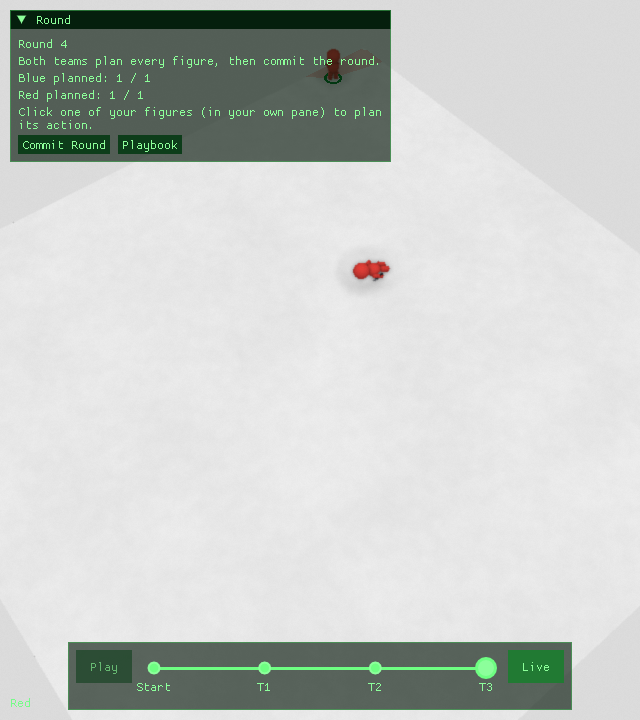 Round
Round 4
Both teams plan every figure, then commit the round.
Blue planned: 1 / 1
Red planned: 1 / 1
Click one of your figures (in your own pane) to plan
its action.
Commit Round Playbook
Play Live
Start T1 T2 T3
Red